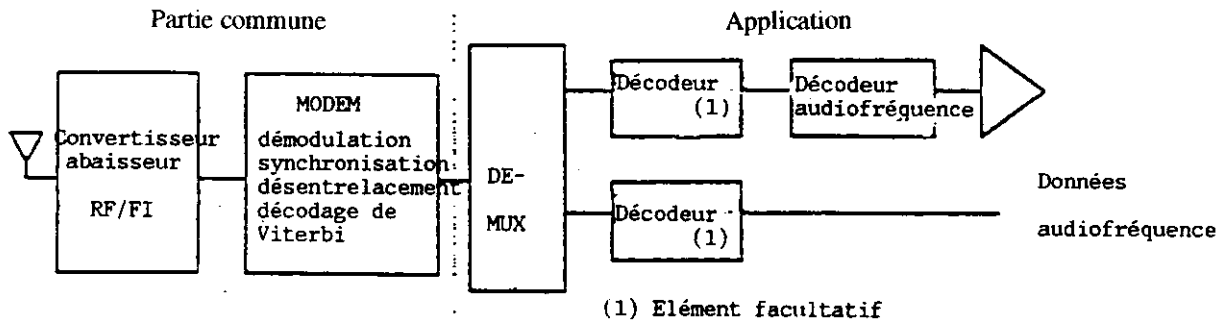 Partie commune
Application
Convertisseur
abaisseur
RF/FI
MODEM
démodulation
synchronisation
désentrelacement
décodage de
Viterbi
DE-
MUX
Décodeur
(1)
Décodeur
audiofréquence
Décodeur
(1)
Données
audiofréquence
(1) Elément facultatif